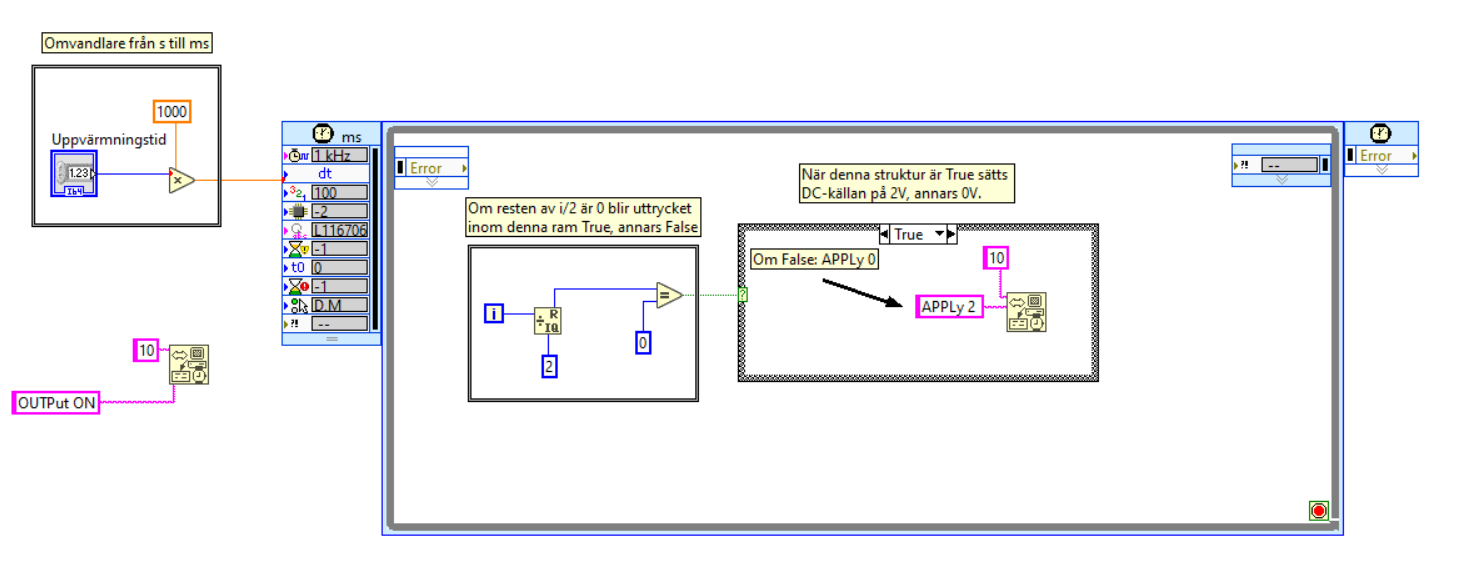 Omvandlare från s till ms
1000
Uppvärmningstid
1.23
I64
×
10
OUTPut ON
ms
1 kHz
dt
100
-2
L116706
-1
t0 0
-1
D.M
?! --
Error
Om resten av i/2 är 0 blir uttrycket
inom denna ram True, annars False
i
R
IQ
2
=
0
När denna struktur är True sätts
DC-källan på 2V, annars 0V.
True
Om False: APPLy 0
?
10
APPLy 2
?! --
Error